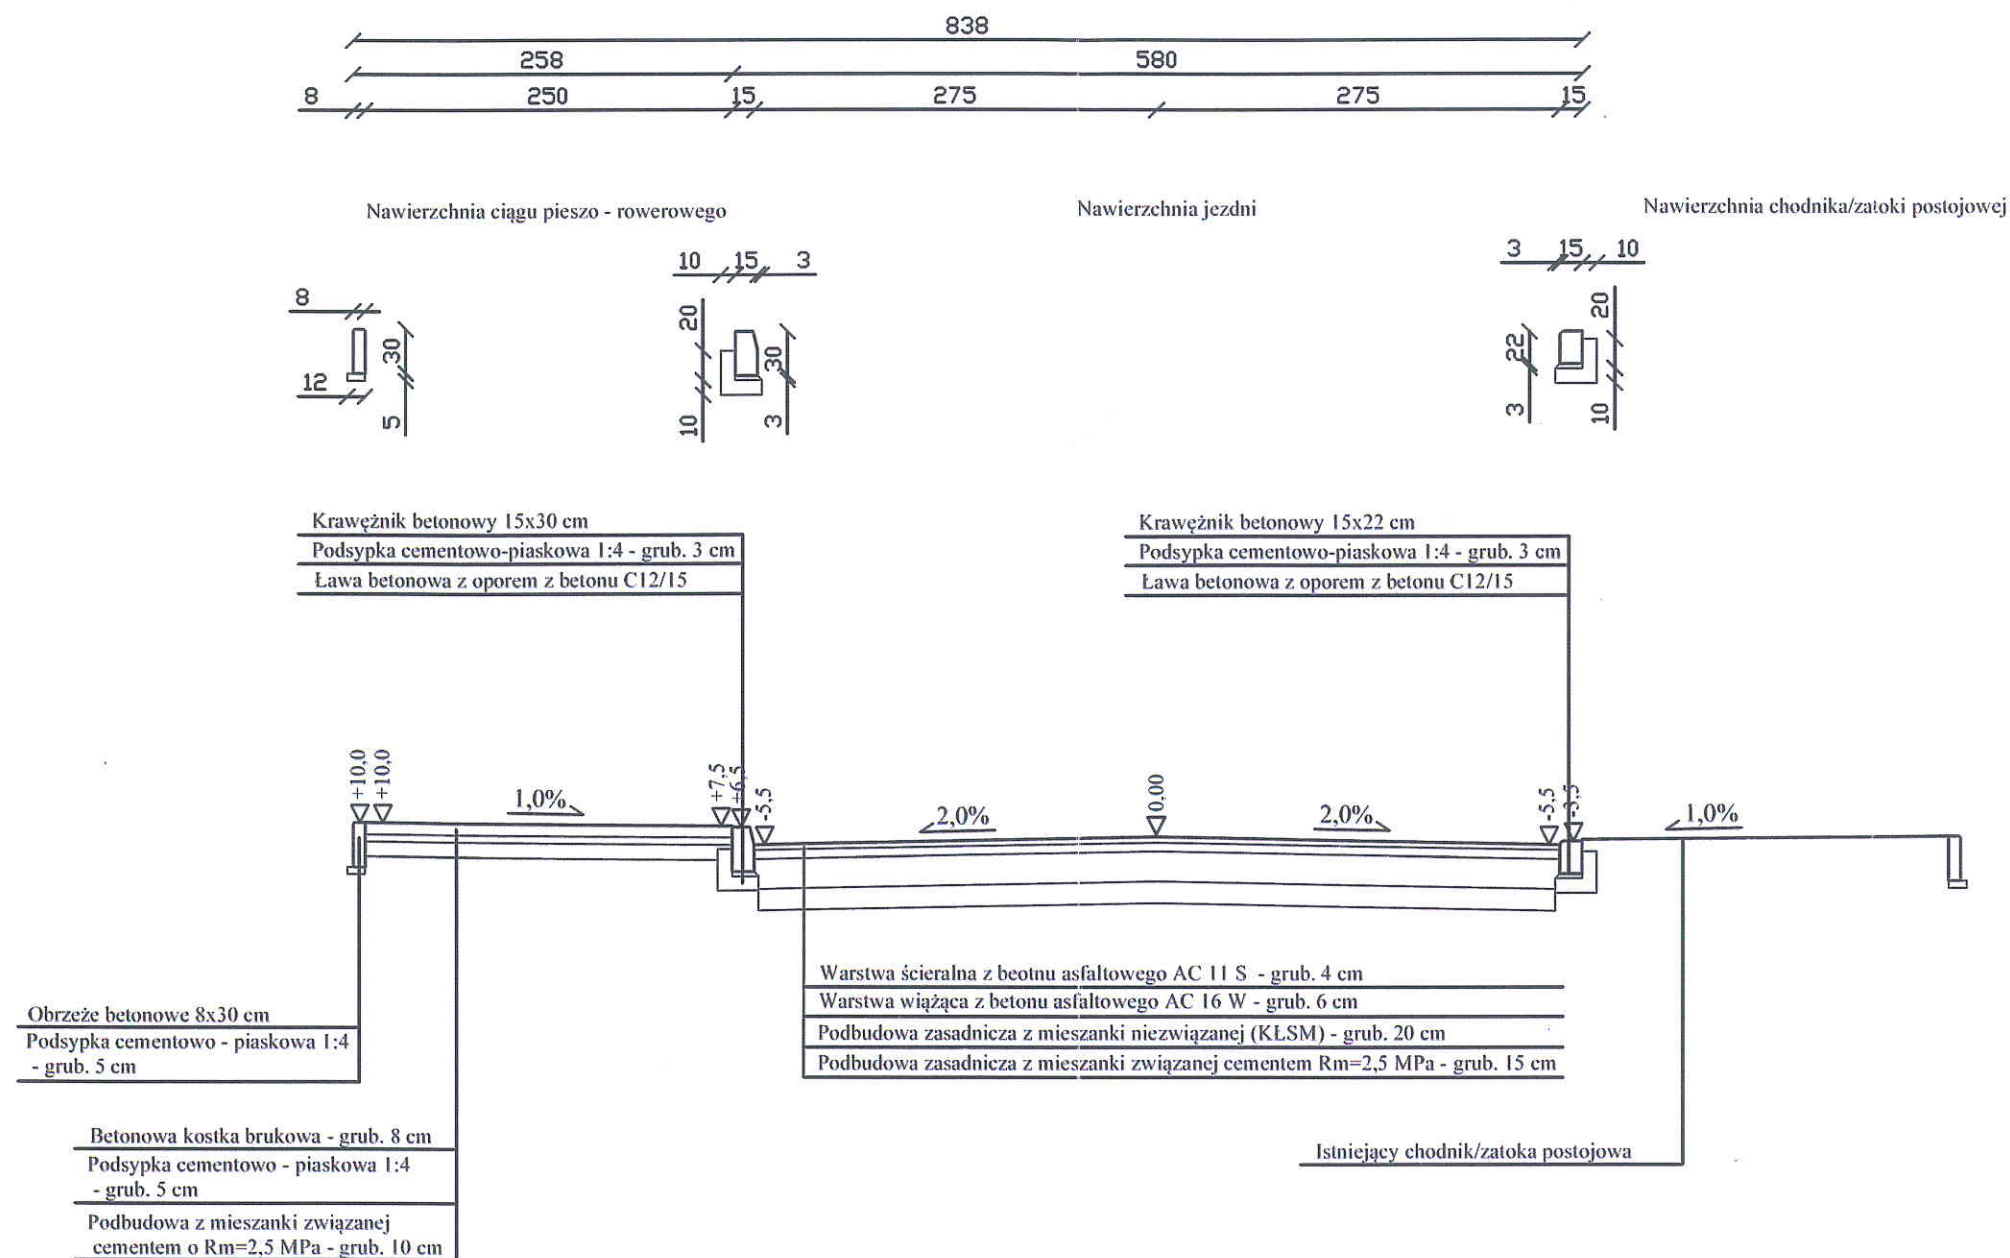 838
258 580
8 250 15 275 275 15
Nawierzchnia ciągu pieszo - rowerowego
Nawierzchnia jezdni
Nawierzchnia chodnika/zatoki postojowej
10 15 3
3 15 10
8
20
20
30
30
22
12
5
10
3
3
10
Krawężnik betonowy 15x30 cm
Podsypka cementowo-piaskowa 1:4 - grub. 3 cm
Ława betonowa z oporem z betonu C12/15
Krawężnik betonowy 15x22 cm
Podsypka cementowo-piaskowa 1:4 - grub. 3 cm
Ława betonowa z oporem z betonu C12/15
+10,0
+10,0
1,0%
+7,5
+6,5
-5,5
2,0%
0,00
2,0%
-5,5
-3,5
1,0%
Warstwa ścieralna z beotnu asfaltowego AC 11 S - grub. 4 cm
Warstwa wiążąca z betonu asfaltowego AC 16 W - grub. 6 cm
Podbudowa zasadnicza z mieszanki niezwiązanej (KŁSM) - grub. 20 cm
Podbudowa zasadnicza z mieszanki związanej cementem Rm=2,5 MPa - grub. 15 cm
Obrzeże betonowe 8x30 cm
Podsypka cementowo - piaskowa 1:4
- grub. 5 cm
Betonowa kostka brukowa - grub. 8 cm
Podsypka cementowo - piaskowa 1:4
- grub. 5 cm
Podbudowa z mieszanki związanej
cementem o Rm=2,5 MPa - grub. 10 cm
Istniejący chodnik/zatoka postojowa